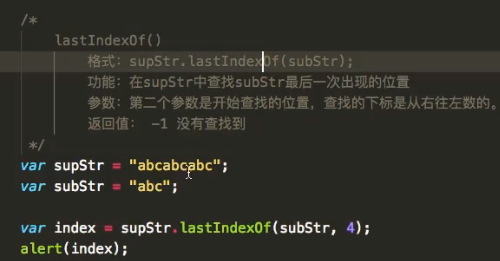 /*
lastIndexOf()
格式：supStr.lastIndexOf(subStr);
功能：在supStr中查找subStr最后一次出现的位置
参数：第二个参数是开始查找的位置，查找的下标是从右往左数的。
返回值： -1 没有查找到
*/
var supStr = "abcabcabc";
var subStr = "abc";
var index = supStr.lastIndexOf(subStr, 4);
alert(index);